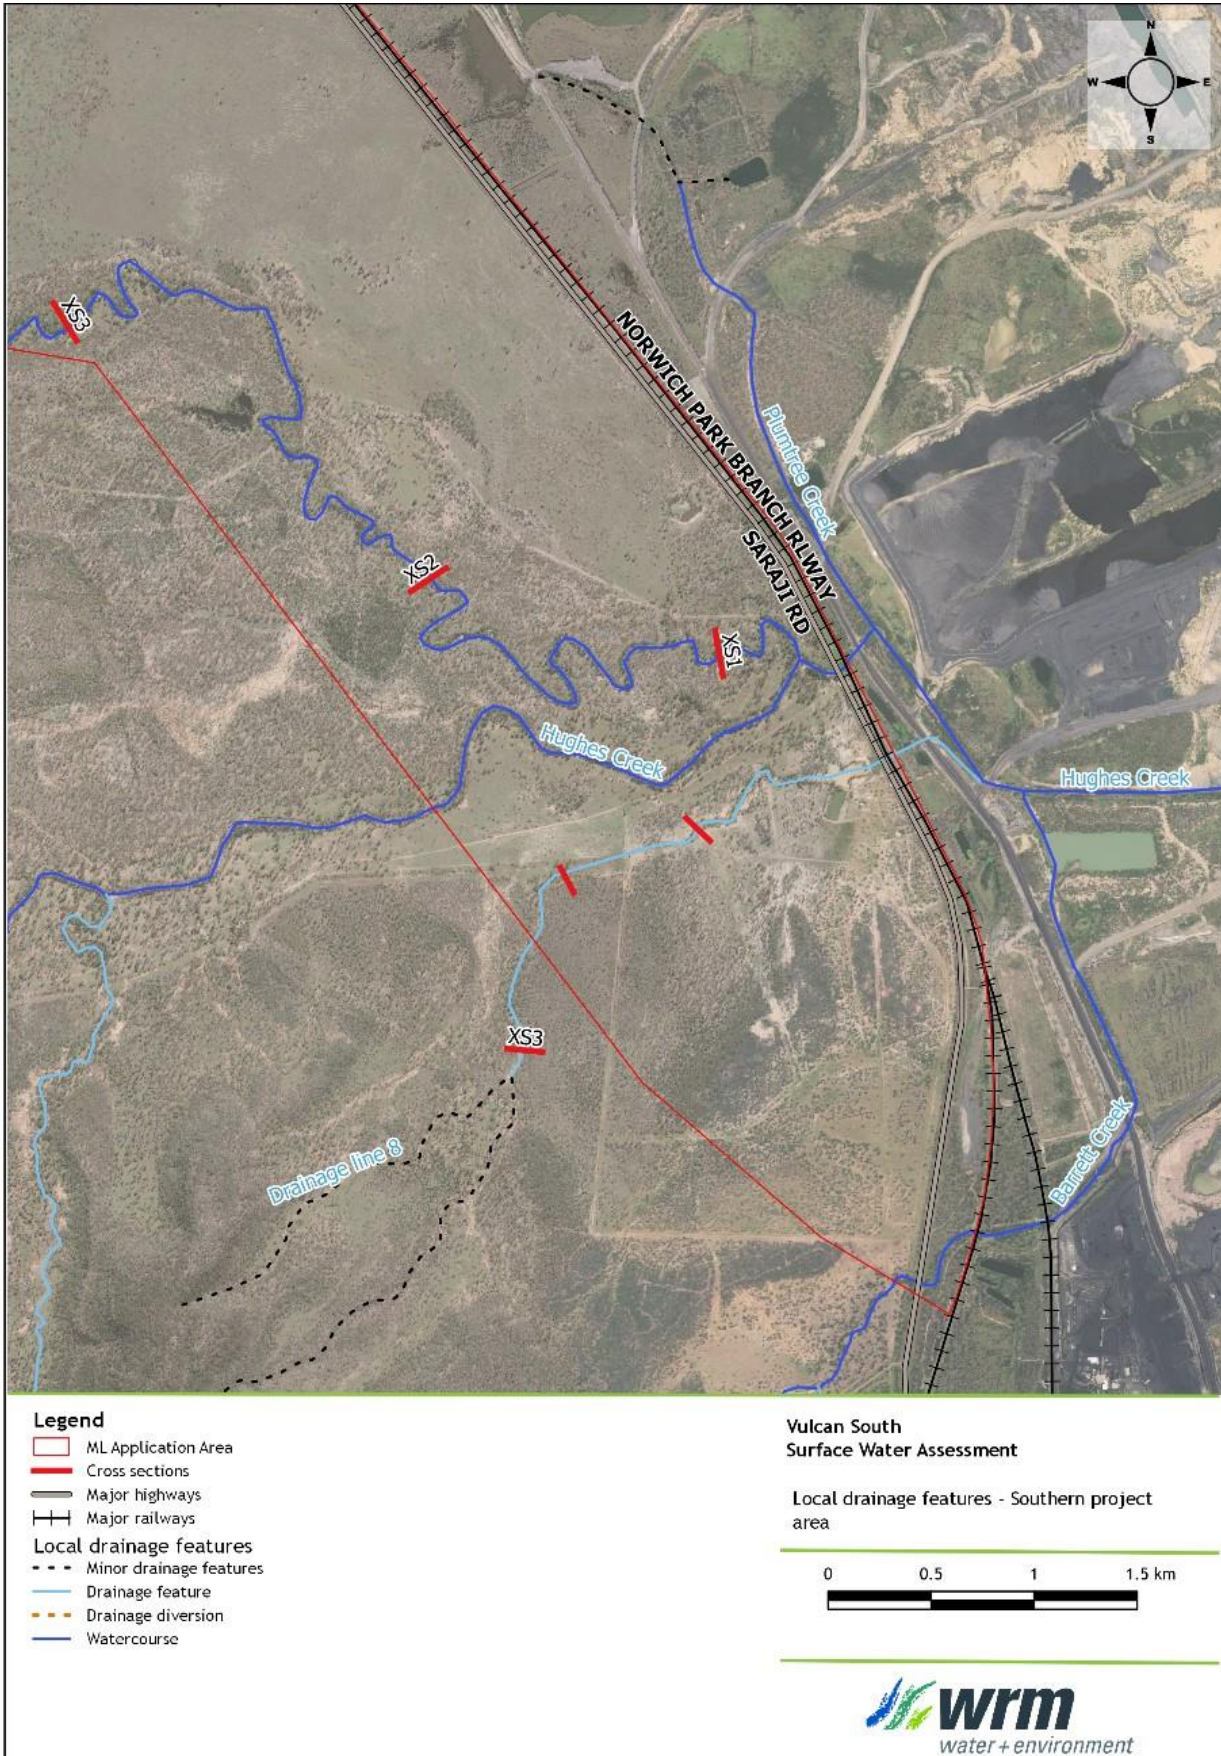 N
W
E
S
XS3
NORWICH PARK BRANCH RLWAY
Plumtree Creek
SARAJI RD
XS2
XS1
Hughes Creek
Hughes Creek
XS3
Drainage line 8
Barrett Creek
Legend
ML Application Area
Cross sections
Major highways
Major railways
Local drainage features
Minor drainage features
Drainage feature
Drainage diversion
Watercourse
Vulcan South
Surface Water Assessment
Local drainage features - Southern project
area
0 0.5 1 1.5 km
wrm
water + environment